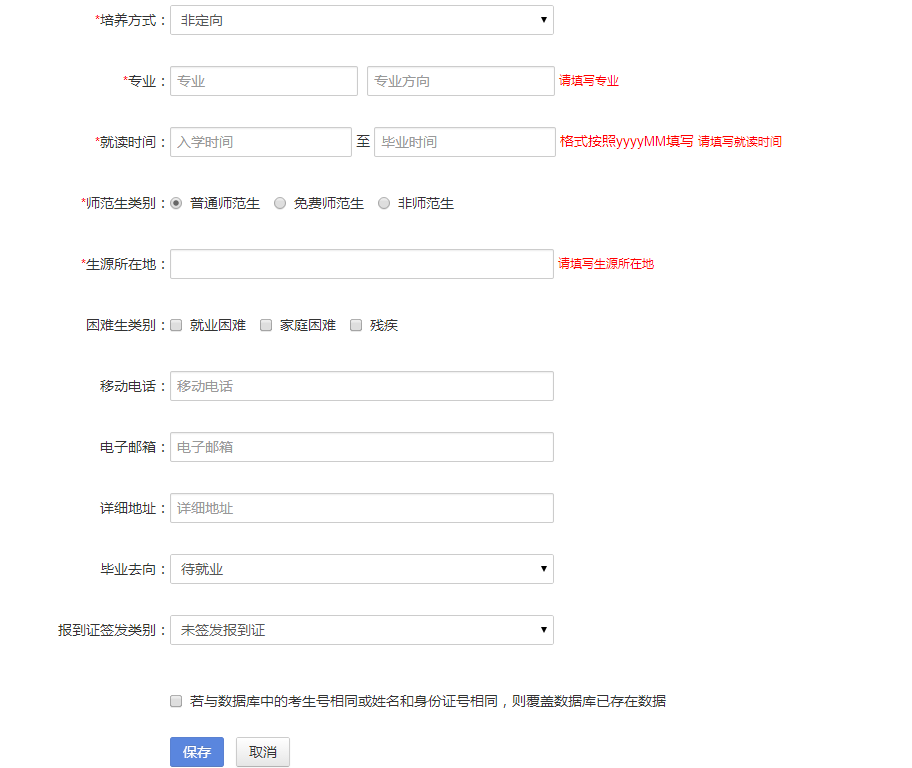 *培养方式： 非定向
*专业： 专业 专业方向 请填写专业
*就读时间： 入学时间 至 毕业时间 格式按照yyyyMM填写 请填写就读时间
*师范生类别： 普通师范生 免费师范生 非师范生
*生源所在地： 请填写生源所在地
困难生类别： 就业困难 家庭困难 残疾
移动电话： 移动电话
电子邮箱： 电子邮箱
详细地址： 详细地址
毕业去向： 待就业
报到证签发类别： 未签发报到证
若与数据库中的考生号相同或姓名和身份证号相同，则覆盖数据库已存在数据
保存 取消